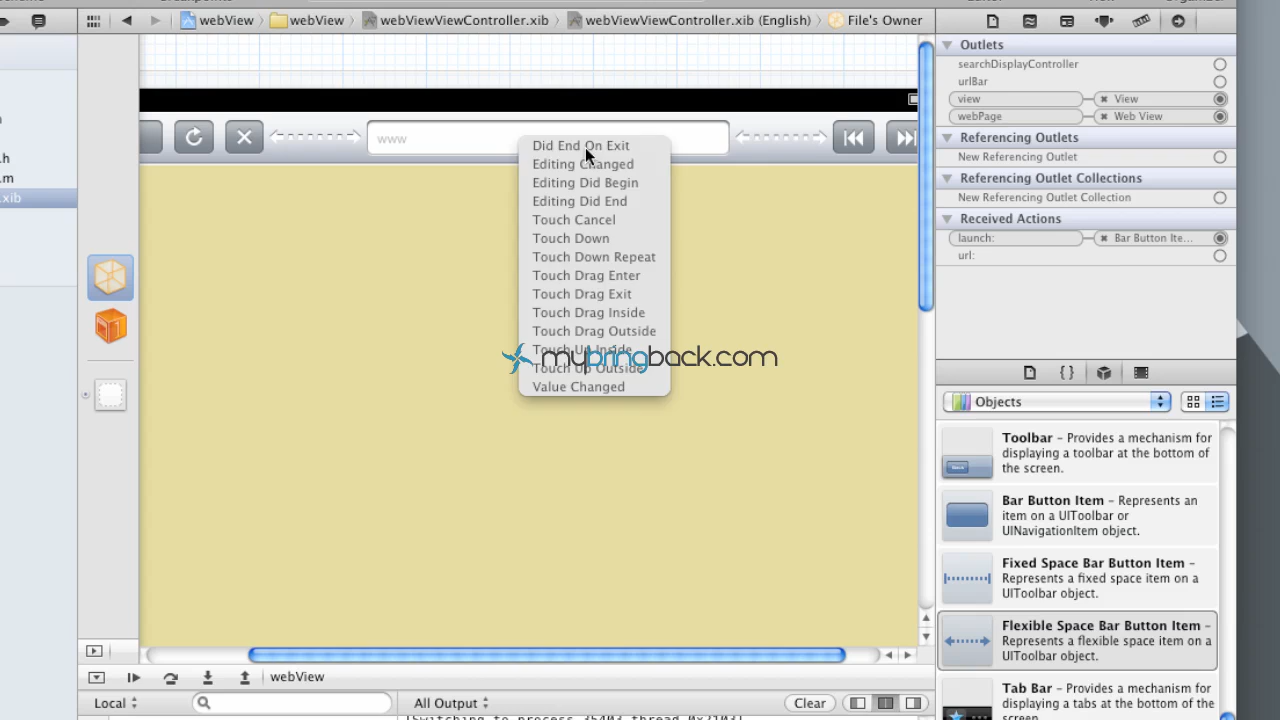 webView
webView
webViewViewController.xib
webViewViewController.xib (English)
File's Owner
.h
.m
.xib
www
Did End On Exit
Editing Changed
Editing Did Begin
Editing Did End
Touch Cancel
Touch Down
Touch Down Repeat
Touch Drag Enter
Touch Drag Exit
Touch Drag Inside
Touch Drag Outside
Touch Up Inside
Touch Up Outside
Value Changed
mybringback.com
Outlets
searchDisplayController
urlBar
view
View
webPage
Web View
Referencing Outlets
New Referencing Outlet
Referencing Outlet Collections
New Referencing Outlet Collection
Received Actions
launch:
Bar Button Ite...
url:
Objects
Toolbar – Provides a mechanism for
displaying a toolbar at the bottom of
the screen.
Bar Button Item – Represents an
item on a UIToolbar or
UINavigationItem object.
Fixed Space Bar Button Item –
Represents a fixed space item on a
UIToolbar object.
Flexible Space Bar Button Item –
Represents a flexible space item on a
UIToolbar object.
Tab Bar – Provides a mechanism for
displaying a tabs at the bottom of the
screen.
webView
Local
All Output
Clear